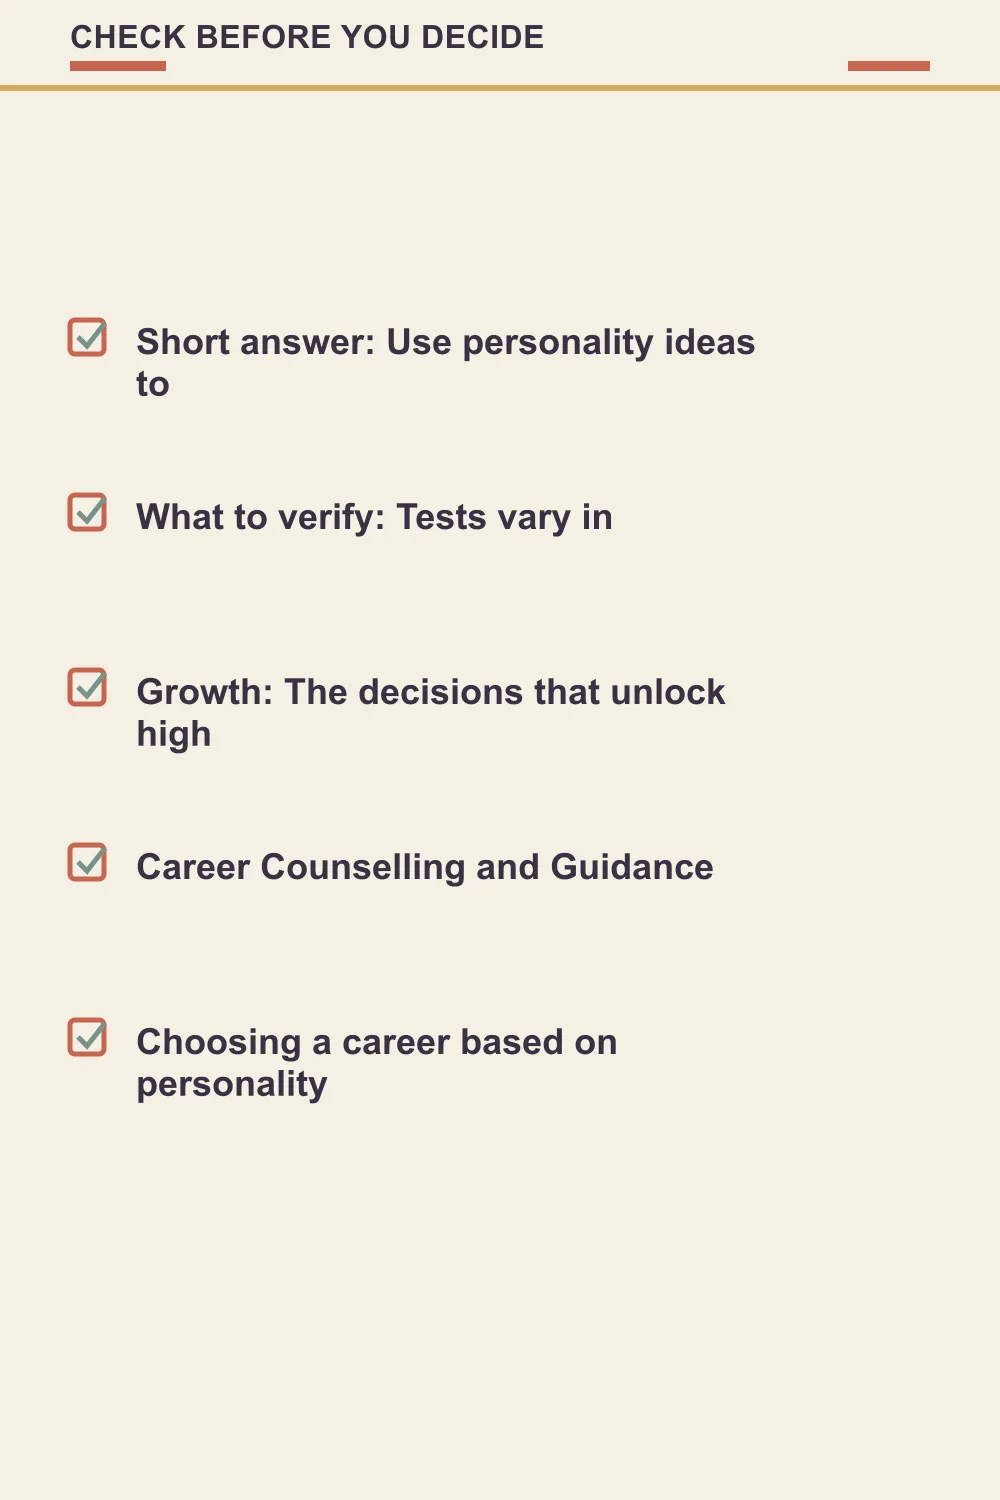 CHECK BEFORE YOU DECIDE
Short answer: Use personality ideas
to
What to verify: Tests vary in
Growth: The decisions that unlock
high
Career Counselling and Guidance
Choosing a career based on
personality